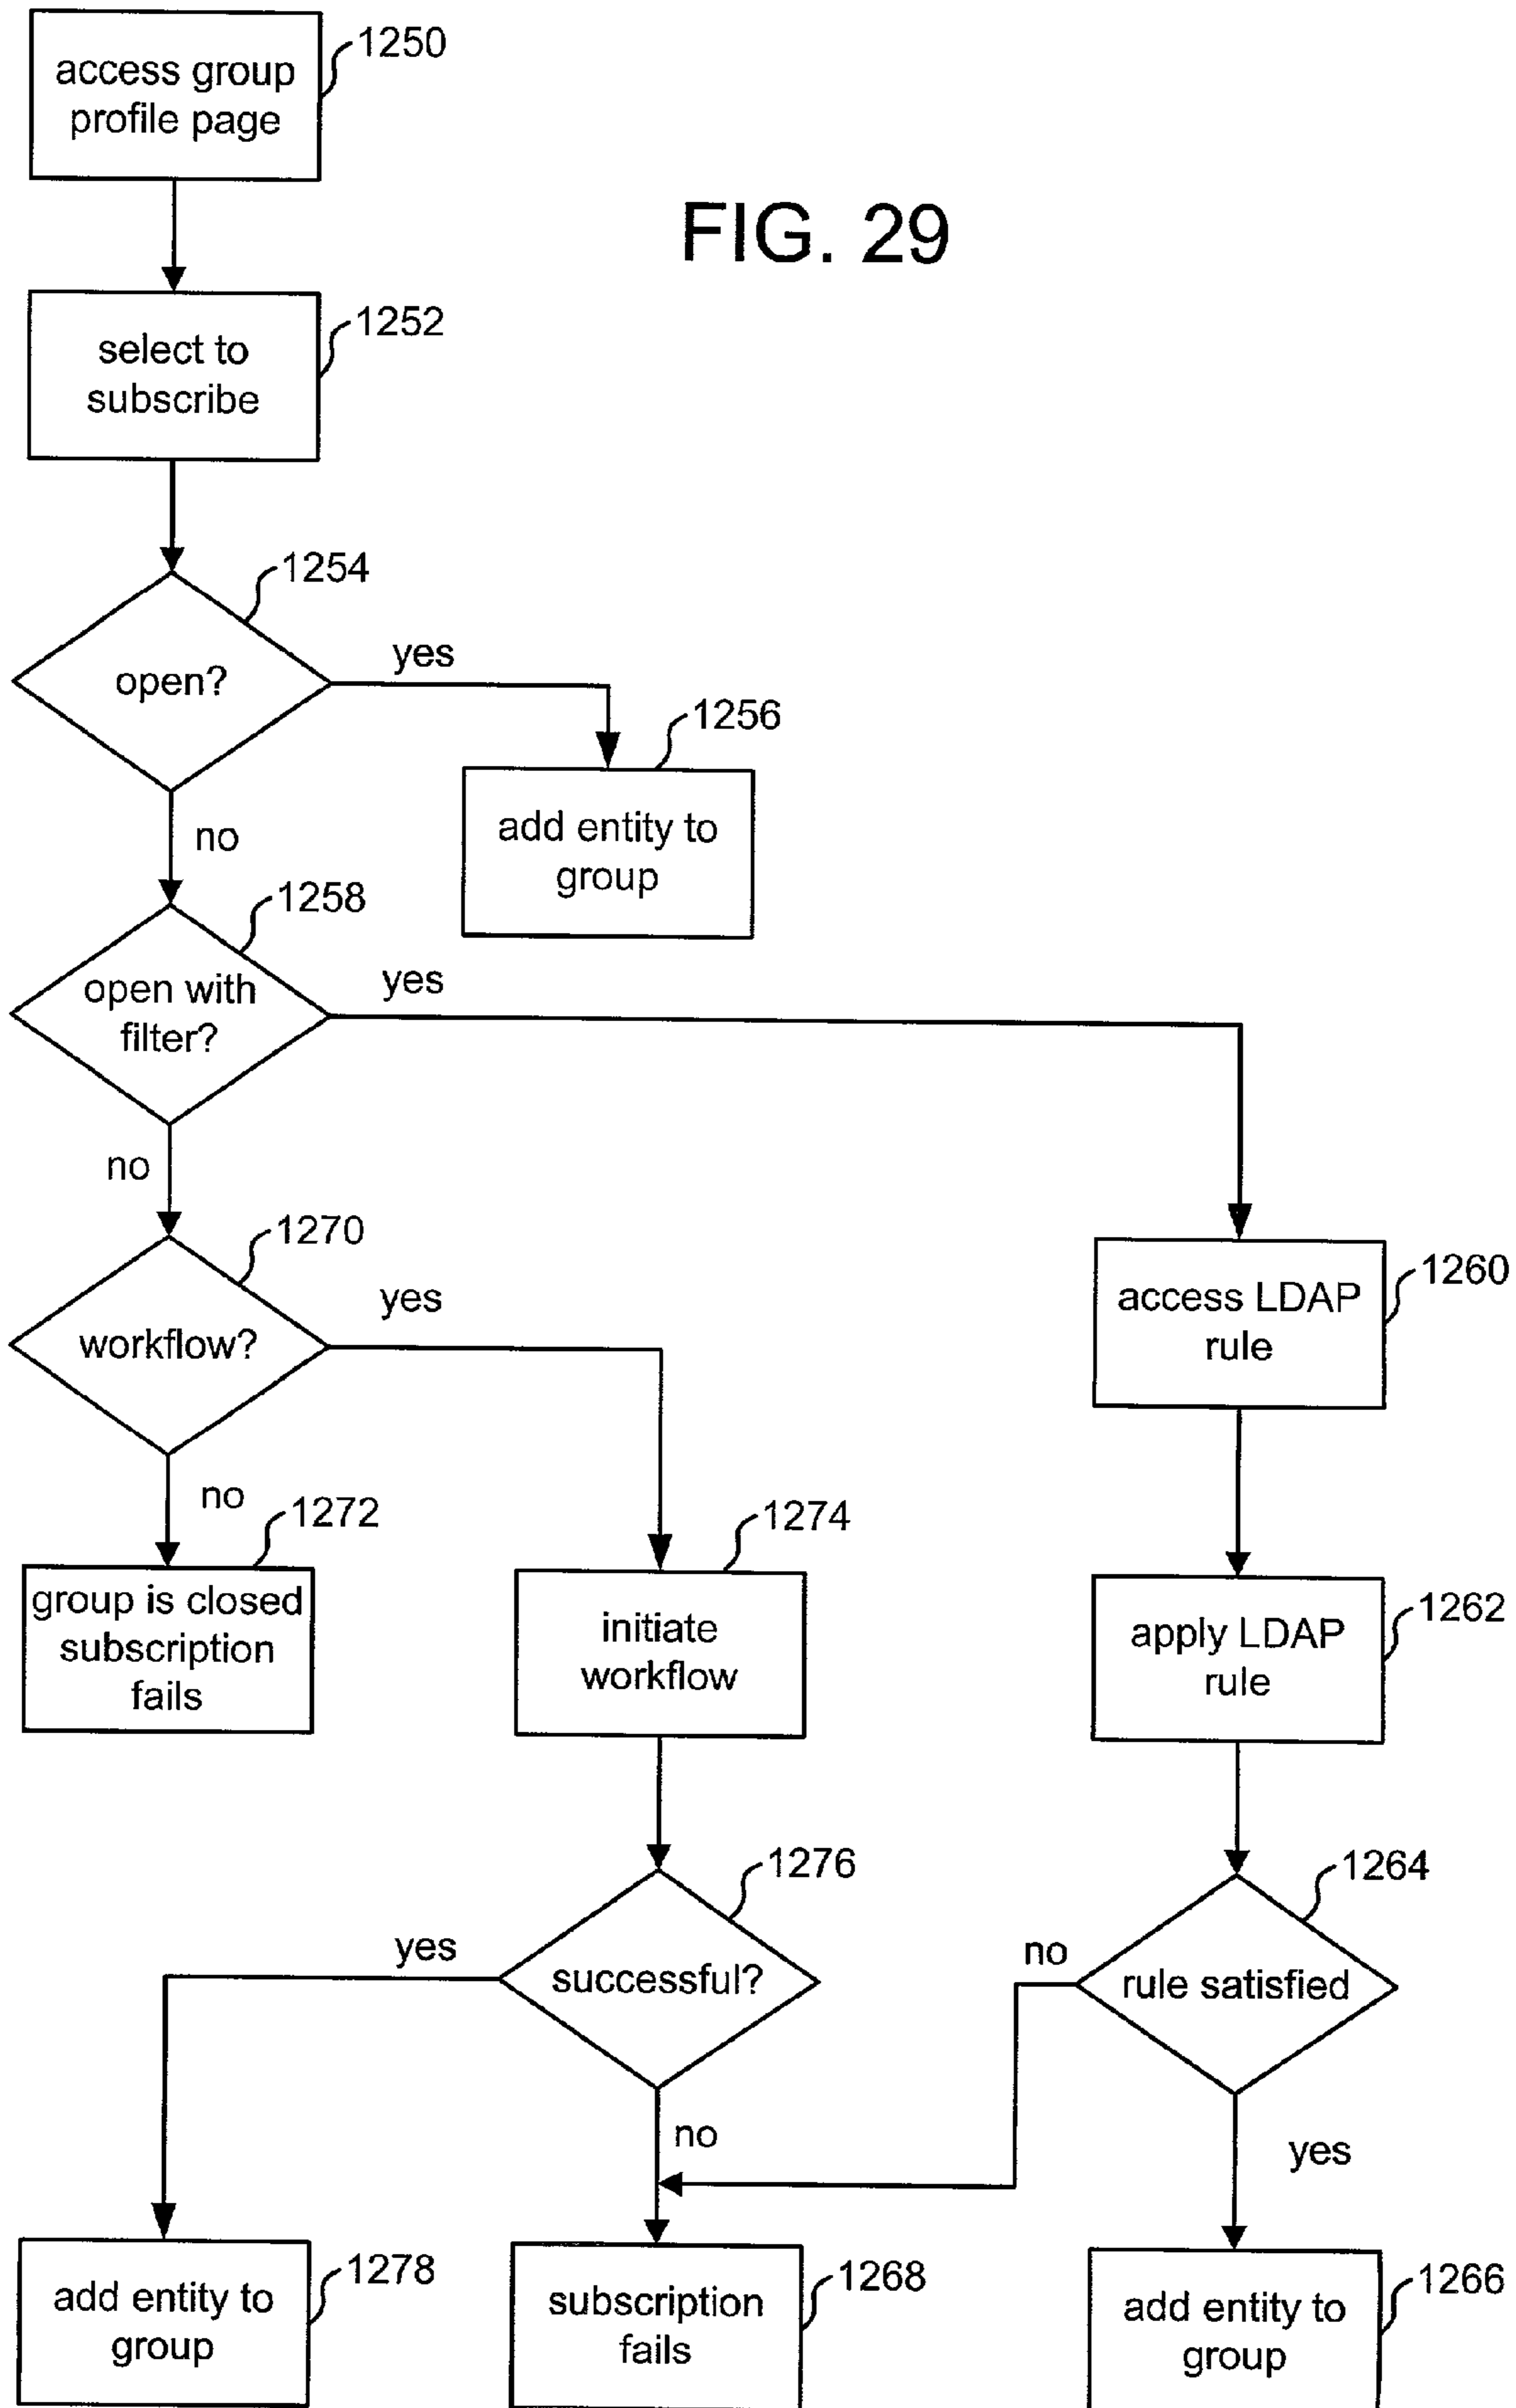 1250
access group
profile page
FIG. 29
1252
select to
subscribe
1254
open?
yes
1256
add entity to
group
no
1258
open with
filter?
yes
no
1270
workflow?
yes
1260
access LDAP
rule
no
1272
group is closed
subscription
fails
1274
initiate
workflow
1262
apply LDAP
rule
1276
successful?
yes
1264
rule satisfied
no
no
yes
1278
add entity to
group
1268
subscription
fails
1266
add entity to
group